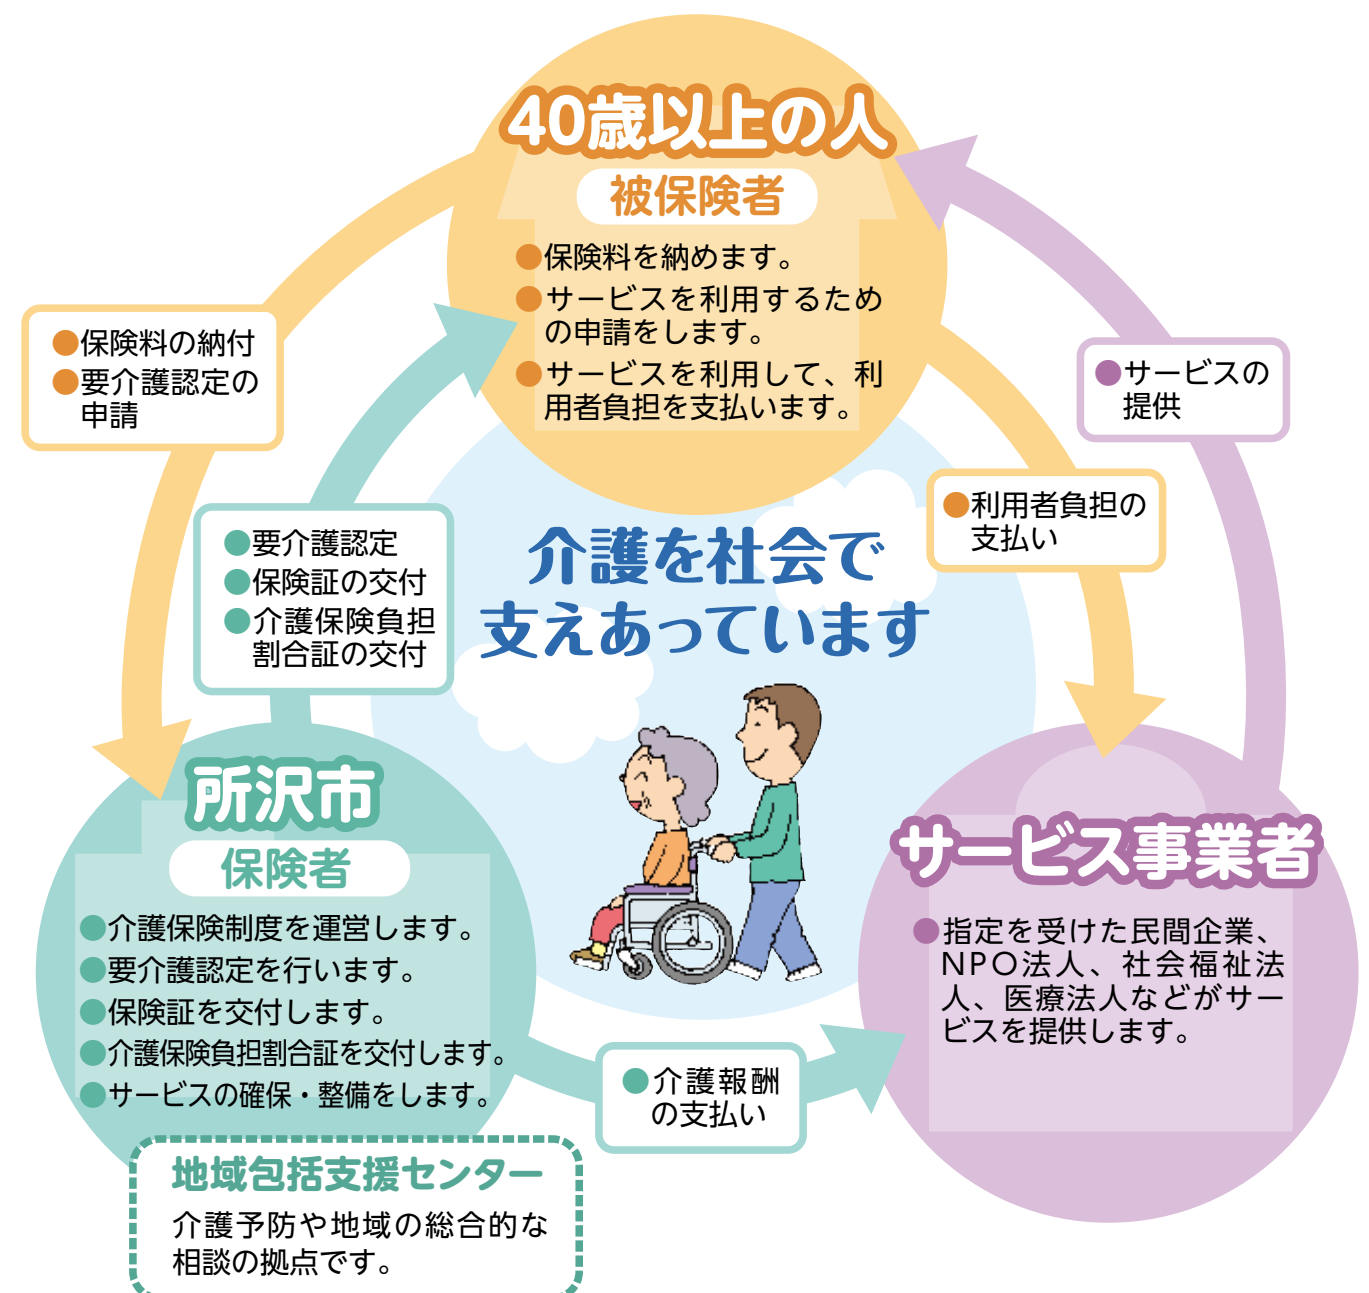 40歳以上の人
被保険者
●保険料を納めます。
●サービスを利用するため
の申請をします。
●サービスを利用して、利
用者負担を支払います。
●保険料の納付
●要介護認定の
申請
●サービスの
提供
●利用者負担の
支払い
●要介護認定
●保険証の交付
●介護保険負担
割合証の交付
介護を社会で
支えあっています
所沢市
保険者
●介護保険制度を運営します。
●要介護認定を行います。
●保険証を交付します。
●介護保険負担割合証を交付します。
●サービスの確保・整備をします。
サービス事業者
●指定を受けた民間企業、
NPO法人、社会福祉法
人、医療法人などがサー
ビスを提供します。
●介護報酬
の支払い
地域包括支援センター
介護予防や地域の総合的な
相談の拠点です。